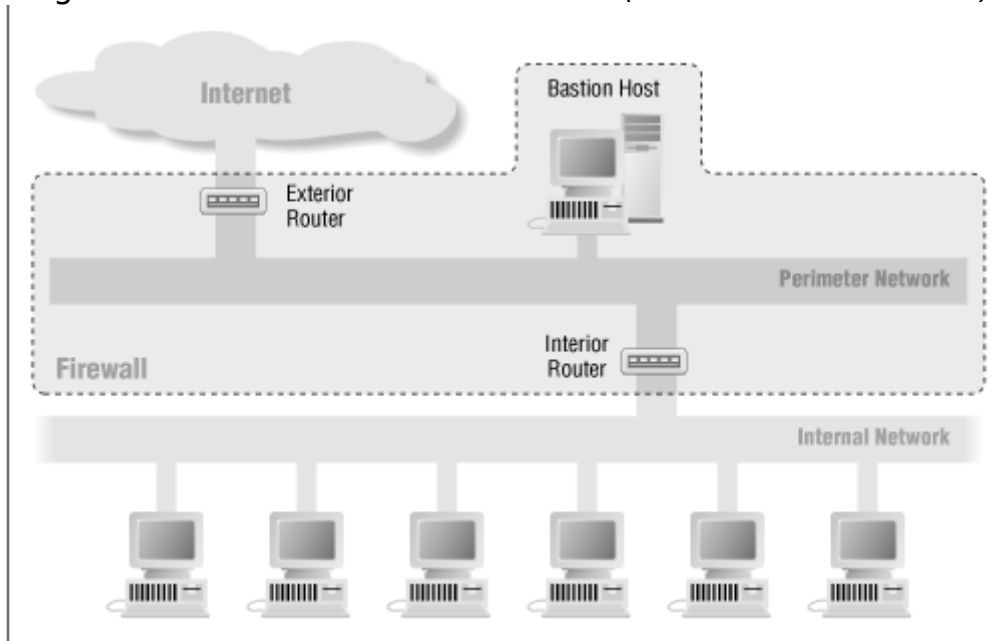 Internet
Bastion Host
Exterior
Router
Perimeter Network
Interior
Router
Firewall
Internal Network